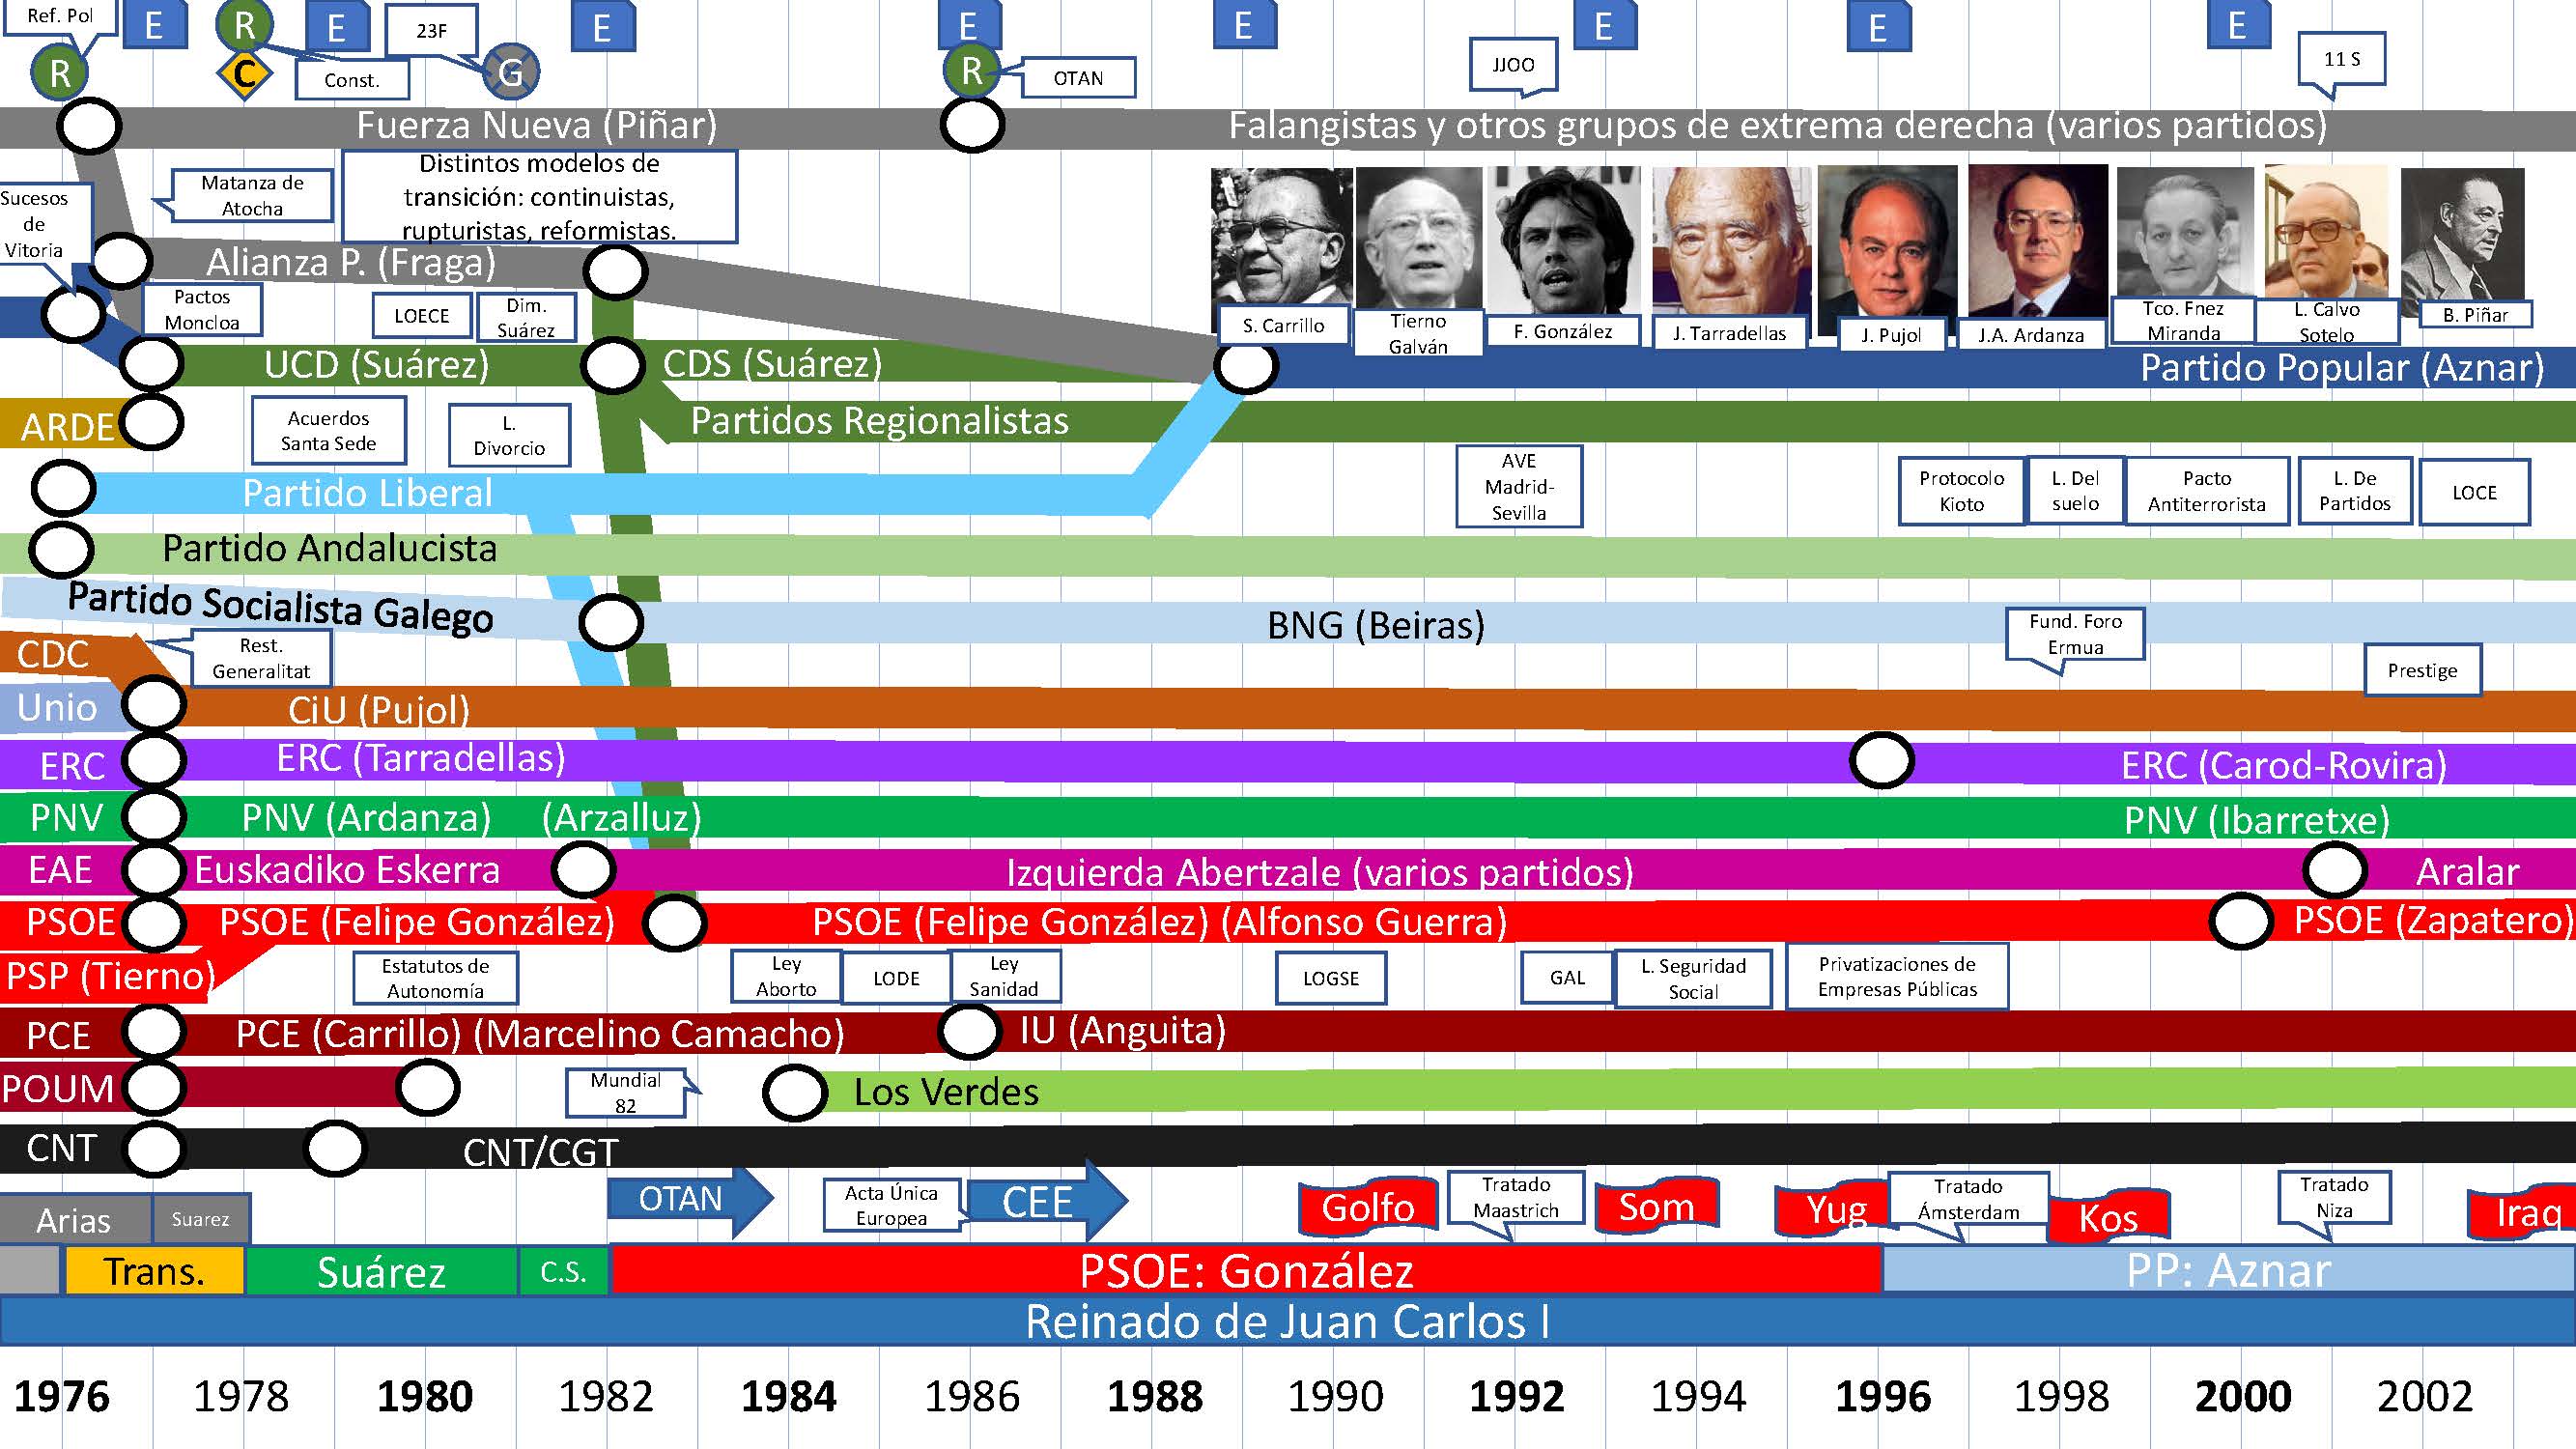 Ref. Pol
E
R
E
23F
E
E
E
E
E
E
R
C
Const.
G
R
OTAN
JJOO
11 S
Fuerza Nueva (Piñar)
Falangistas y otros grupos de extrema derecha (varios partidos)
Distintos modelos de
transición: continuistas,
rupturistas, reformistas.
Matanza de
Atocha
Sucesos
de
Vitoria
Alianza P. (Fraga)
Pactos
Moncloa
LOECE
Dim.
Suárez
S. Carrillo
Tierno
Galván
F. González
J. Tarradellas
J. Pujol
J.A. Ardanza
Tco. Fnez
Miranda
L. Calvo
Sotelo
B. Piñar
UCD (Suárez)
CDS (Suárez)
Partido Popular (Aznar)
ARDE
Acuerdos
Santa Sede
L.
Divorcio
Partidos Regionalistas
AVE
Madrid-
Sevilla
Protocolo
Kioto
L. Del
suelo
Pacto
Antiterrorista
L. De
Partidos
LOCE
Partido Liberal
Partido Andalucista
Partido Socialista Galego
BNG (Beiras)
Fund. Foro
Ermua
CDC
Rest.
Generalitat
Prestige
Unio
CiU (Pujol)
ERC
ERC (Tarradellas)
ERC (Carod-Rovira)
PNV
PNV (Ardanza)
(Arzalluz)
PNV (Ibarretxe)
EAE
Euskadiko Eskerra
Izquierda Abertzale (varios partidos)
Aralar
PSOE
PSOE (Felipe González)
PSOE (Felipe González) (Alfonso Guerra)
PSOE (Zapatero)
PSP (Tierno)
Estatutos de
Autonomía
Ley
Aborto
LODE
Ley
Sanidad
LOGSE
GAL
L. Seguridad
Social
Privatizaciones de
Empresas Públicas
PCE
PCE (Carrillo) (Marcelino Camacho)
IU (Anguita)
POUM
Mundial
82
Los Verdes
CNT
CNT/CGT
Arias
Suarez
OTAN
Acta Única
Europea
CEE
Golfo
Tratado
Maastrich
Som
Yug
Tratado
Ámsterdam
Kos
Tratado
Niza
Iraq
Trans.
Suárez
C.S.
PSOE: González
PP: Aznar
Reinado de Juan Carlos I
1976 1978 1980 1982 1984 1986 1988 1990 1992 1994 1996 1998 2000 2002